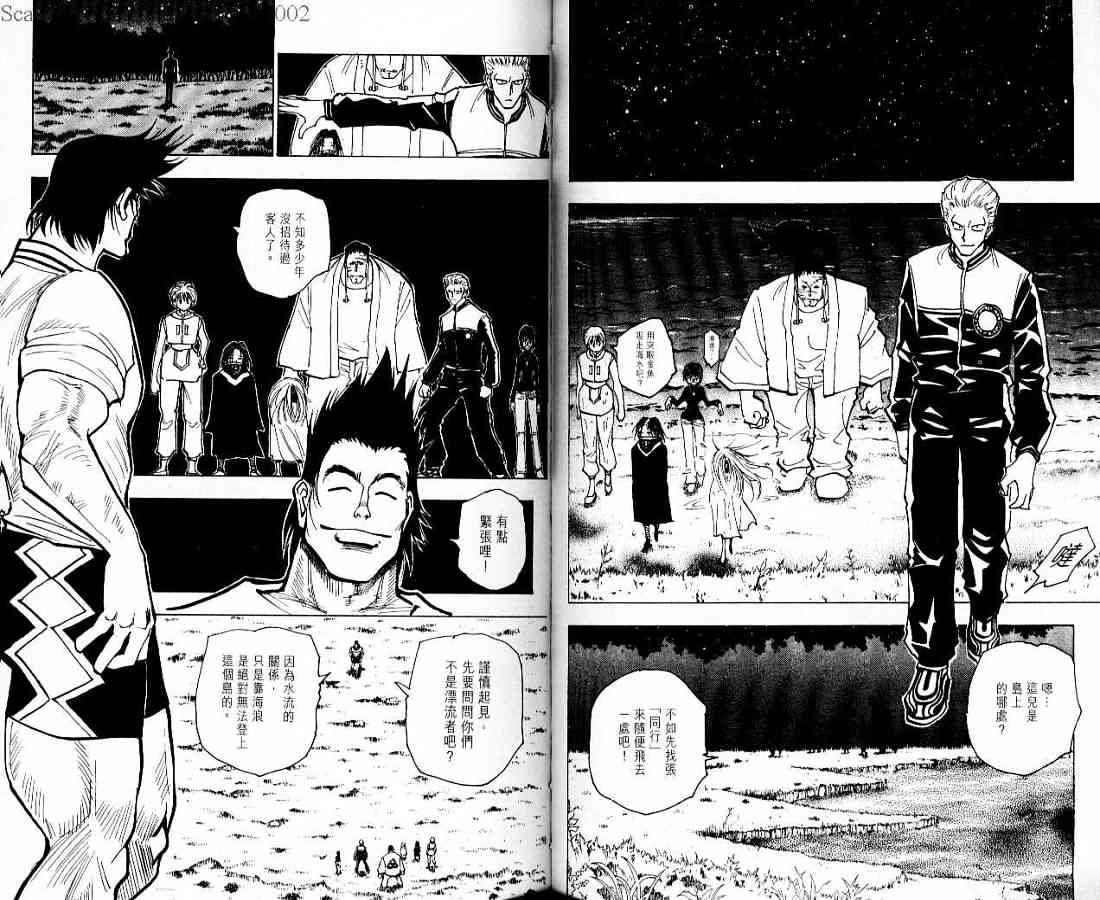 002
嗯…
這兒是
島上
的哪處？
噠
不如先找張
「同行」
來隨便飛去
一處吧！
不知多少年
沒招待過
客人了。
有點
緊張哩！
謹慎起見，
先要問問你們
不是漂流者吧？
因為水流的
關係，
只是靠海浪
是絕對無法登上
這個島的。